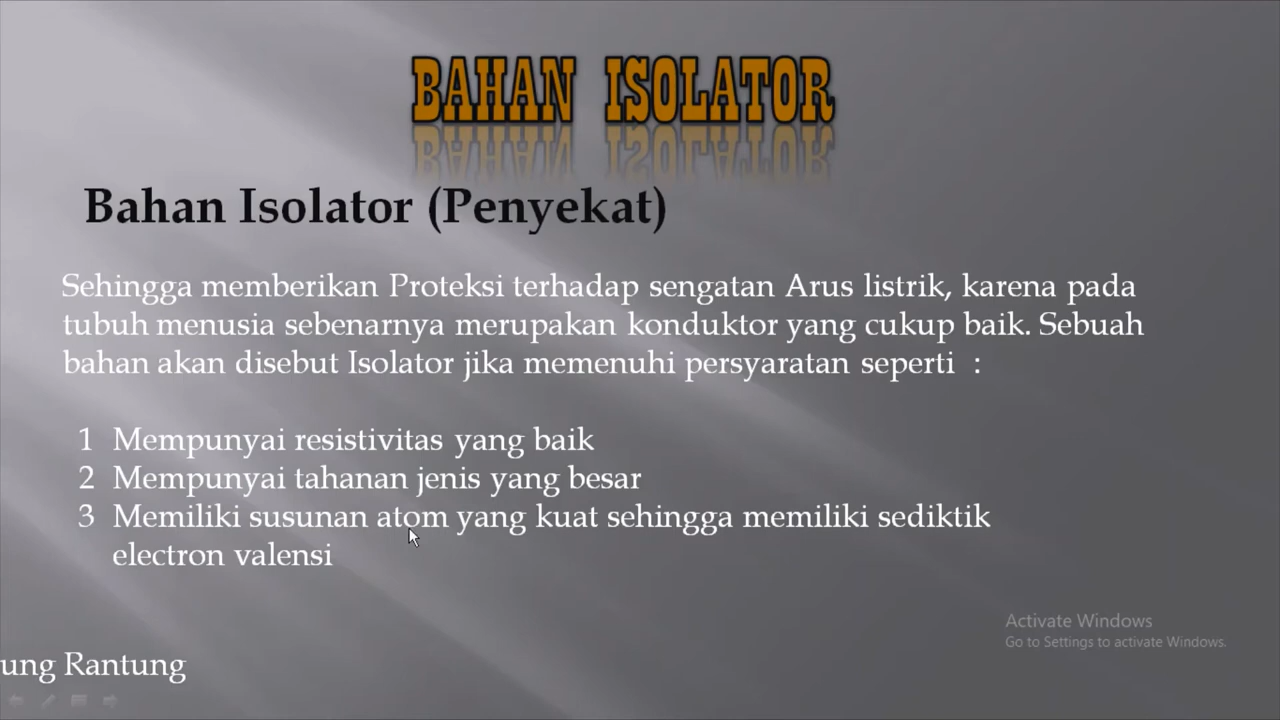 BAHAN ISOLATOR
Bahan Isolator (Penyekat)
Sehingga memberikan Proteksi terhadap sengatan Arus listrik, karena pada
tubuh menusia sebenarnya merupakan konduktor yang cukup baik. Sebuah
bahan akan disebut Isolator jika memenuhi persyaratan seperti :
1 Mempunyai resistivitas yang baik
2 Mempunyai tahanan jenis yang besar
3 Memiliki susunan atom yang kuat sehingga memiliki sediktik
electron valensi
Activate Windows
Go to Settings to activate Windows.
ung Rantung